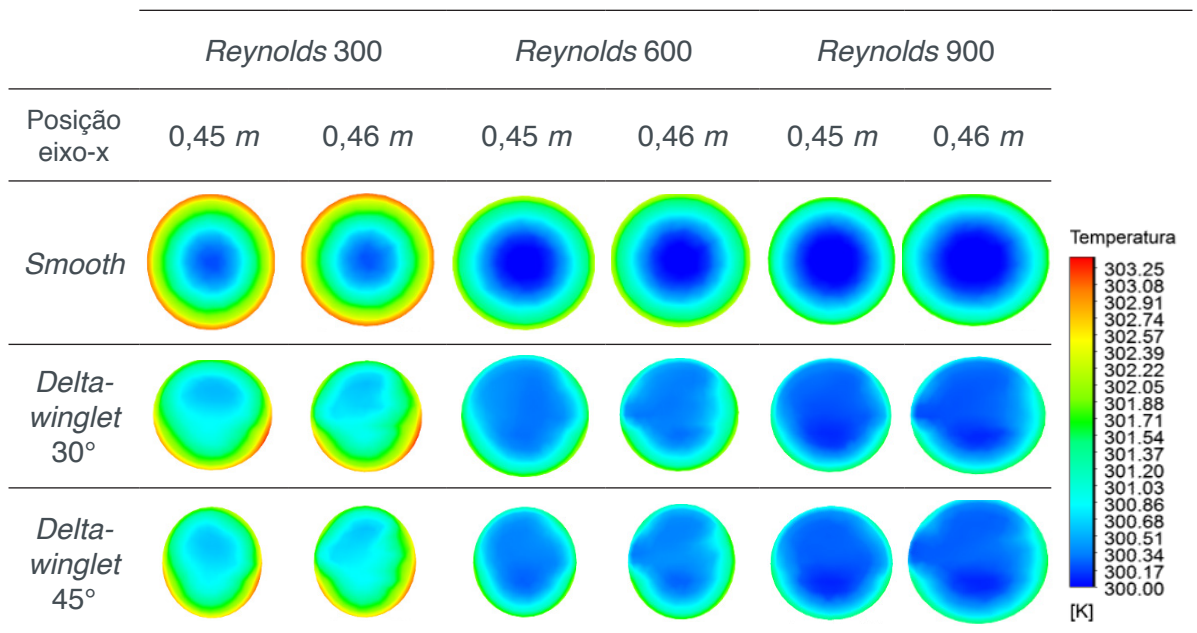 Reynolds 300 Reynolds 600 Reynolds 900
Posição
eixo-x
0,45 m 0,46 m 0,45 m 0,46 m 0,45 m 0,46 m
Smooth
Delta-
winglet
30°
Delta-
winglet
45°
Temperatura
303.25
303.08
302.91
302.74
302.57
302.39
302.22
302.05
301.88
301.71
301.54
301.37
301.20
301.03
300.86
300.68
300.51
300.34
300.17
300.00
[K]